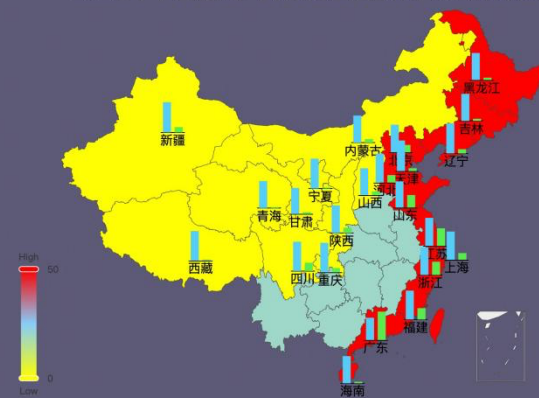 黑龙江
吉林
新疆
内蒙古
北京
辽宁
天津
宁夏
河北
山西
青海
甘肃
山东
陕西
江苏
High
西藏
上海
50
四川
重庆
浙江
福建
广东
0
Low
海南